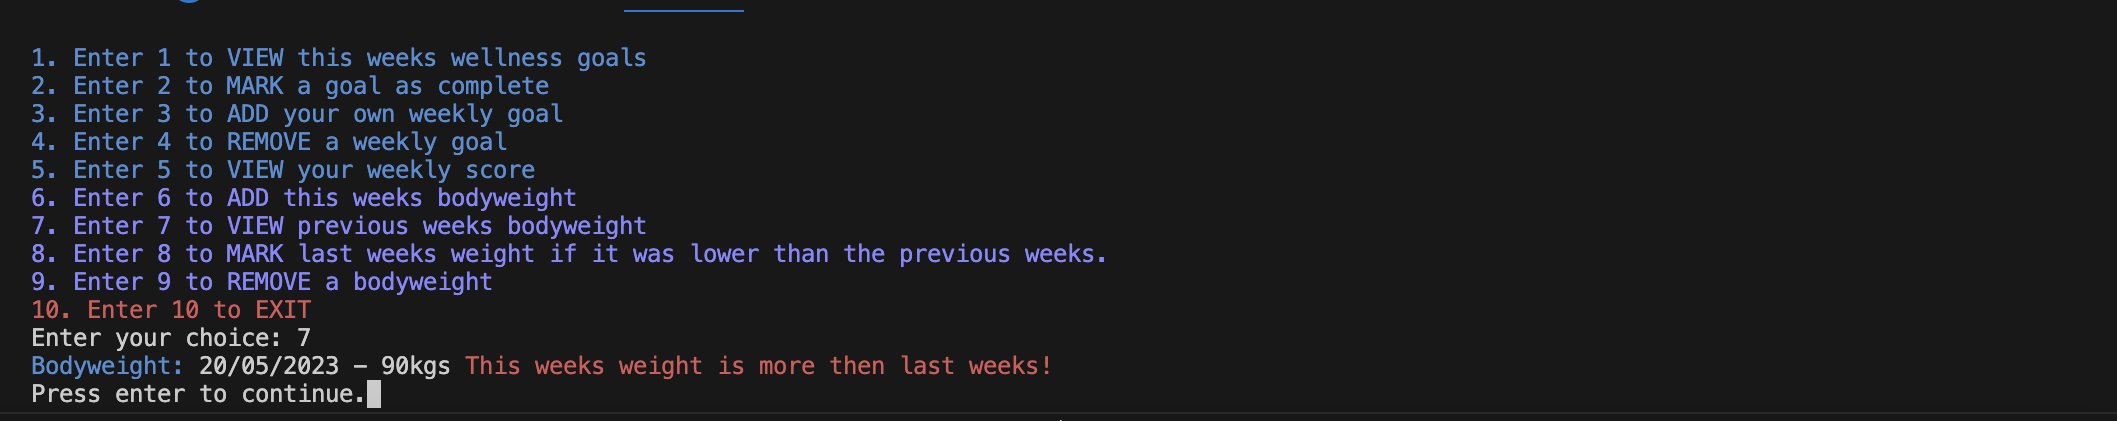 1. Enter 1 to VIEW this weeks wellness goals
2. Enter 2 to MARK a goal as complete
3. Enter 3 to ADD your own weekly goal
4. Enter 4 to REMOVE a weekly goal
5. Enter 5 to VIEW your weekly score
6. Enter 6 to ADD this weeks bodyweight
7. Enter 7 to VIEW previous weeks bodyweight
8. Enter 8 to MARK last weeks weight if it was lower than the previous weeks.
9. Enter 9 to REMOVE a bodyweight
10. Enter 10 to EXIT
Enter your choice: 7
Bodyweight: 20/05/2023 – 90kgs This weeks weight is more then last weeks!
Press enter to continue.